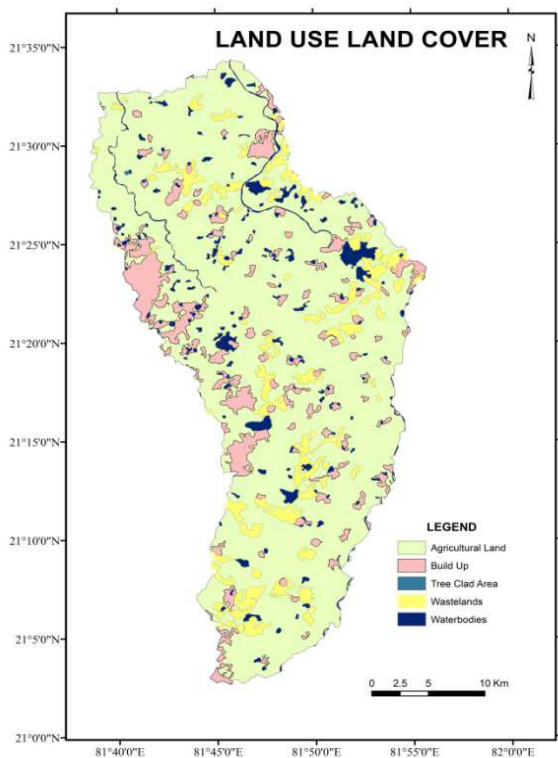 LAND USE LAND COVER
N
21°35'0"N
21°30'0"N
21°25'0"N
21°20'0"N
21°15'0"N
21°10'0"N
21°5'0"N
21°0'0"N
LEGEND
Agricultural Land
Build Up
Tree Clad Area
Wastelands
Waterbodies
0 2.5 5 10 Km
81°40'0"E 81°45'0"E 81°50'0"E 81°55'0"E 82°0'0"E